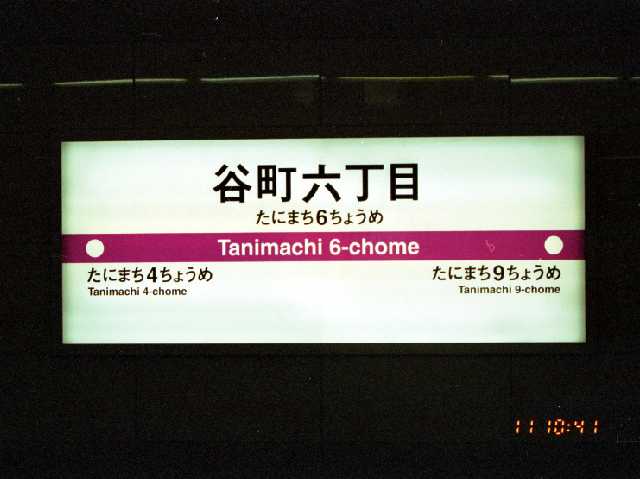 谷町六丁目
たにまち6ちょうめ
Tanimachi 6-chome
たにまち4ちょうめ
Tanimachi 4-chome
たにまち9ちょうめ
Tanimachi 9-chome
11 10:41